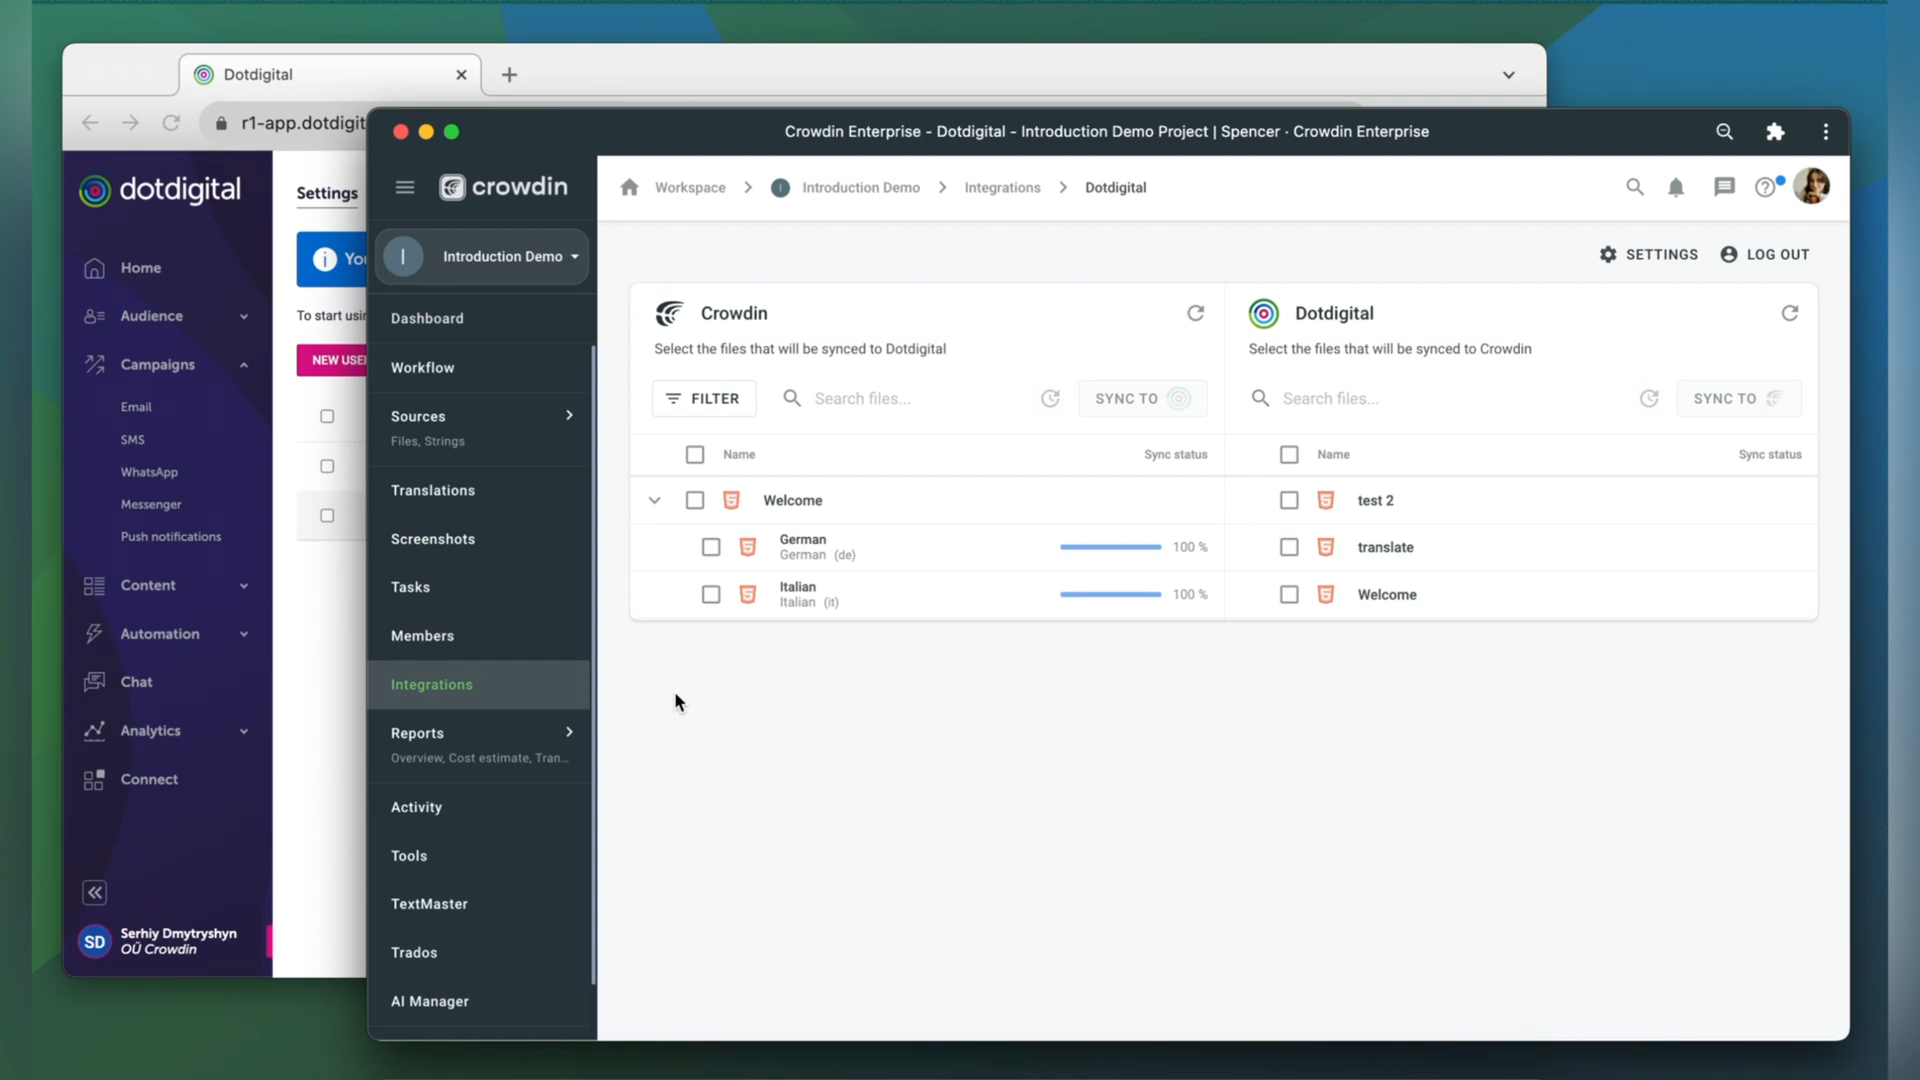 Dotdigital
r1-app.dotdigit
dotdigital
Home
Audience
Campaigns
Email
SMS
WhatsApp
Messenger
Push notifications
Content
Automation
Chat
Analytics
Connect
SD
Serhiy Dmytryshyn
OÜ Crowdin
Settings
You
To start usin
NEW USE
Crowdin Enterprise - Dotdigital - Introduction Demo Project | Spencer · Crowdin Enterprise
crowdin
I
Introduction Demo
Dashboard
Workflow
Sources
Files, Strings
Translations
Screenshots
Tasks
Members
Integrations
Reports
Overview, Cost estimate, Tran...
Activity
Tools
TextMaster
Trados
AI Manager
Workspace
I
Introduction Demo
Integrations
Dotdigital
SETTINGS
LOG OUT
Crowdin
Select the files that will be synced to Dotdigital
FILTER
Search files...
SYNC TO
Name
Sync status
Welcome
German
German (de)
100 %
Italian
Italian (it)
100 %
Dotdigital
Select the files that will be synced to Crowdin
Search files...
SYNC TO
Name
Sync status
test 2
translate
Welcome